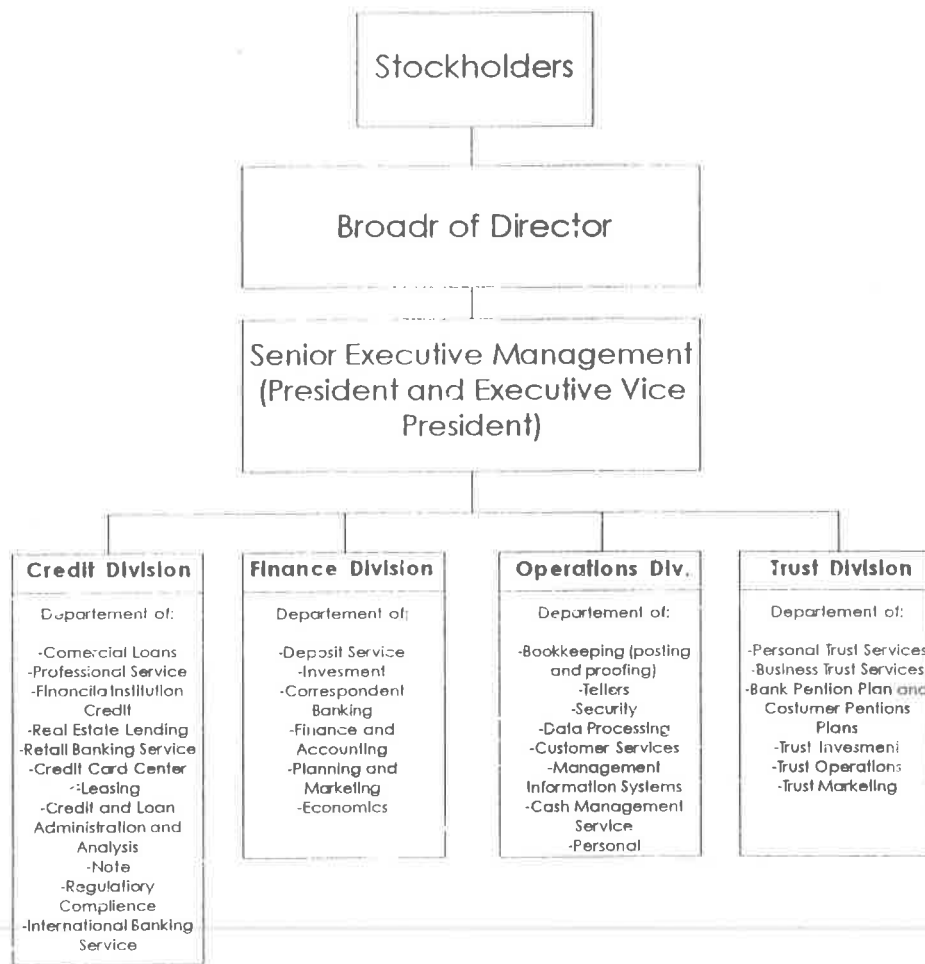 Stockholders
Broadr of Director
Senior Executive Management
(President and Executive Vice
President)
Credit Division
Departement of:
-Comercial Loans
-Professional Service
-Financila Institution
Credit
-Real Estate Lending
-Retail Banking Service
-Credit Card Center
-Leasing
-Credit and Loan
Administration and
Analysis
-Note
-Regulatiory
Complience
-International Banking
Service
Finance Division
Departement of:
-Deposit Service
-Invesment
-Correspondent
Banking
-Finance and
Accounting
-Planning and
Marketing
-Economics
Operations Div.
Departement of:
-Bookkeeping (posting
and proofing)
-Tellers
-Security
-Data Processing
-Customer Services
-Management
Information Systems
-Cash Management
Service
-Personal
Trust Division
Departement of:
-Personal Trust Services
-Business Trust Services
-Bank Pention Plan and
Costumer Pentions
Plans
-Trust Invesment
-Trust Operations
-Trust Marketing